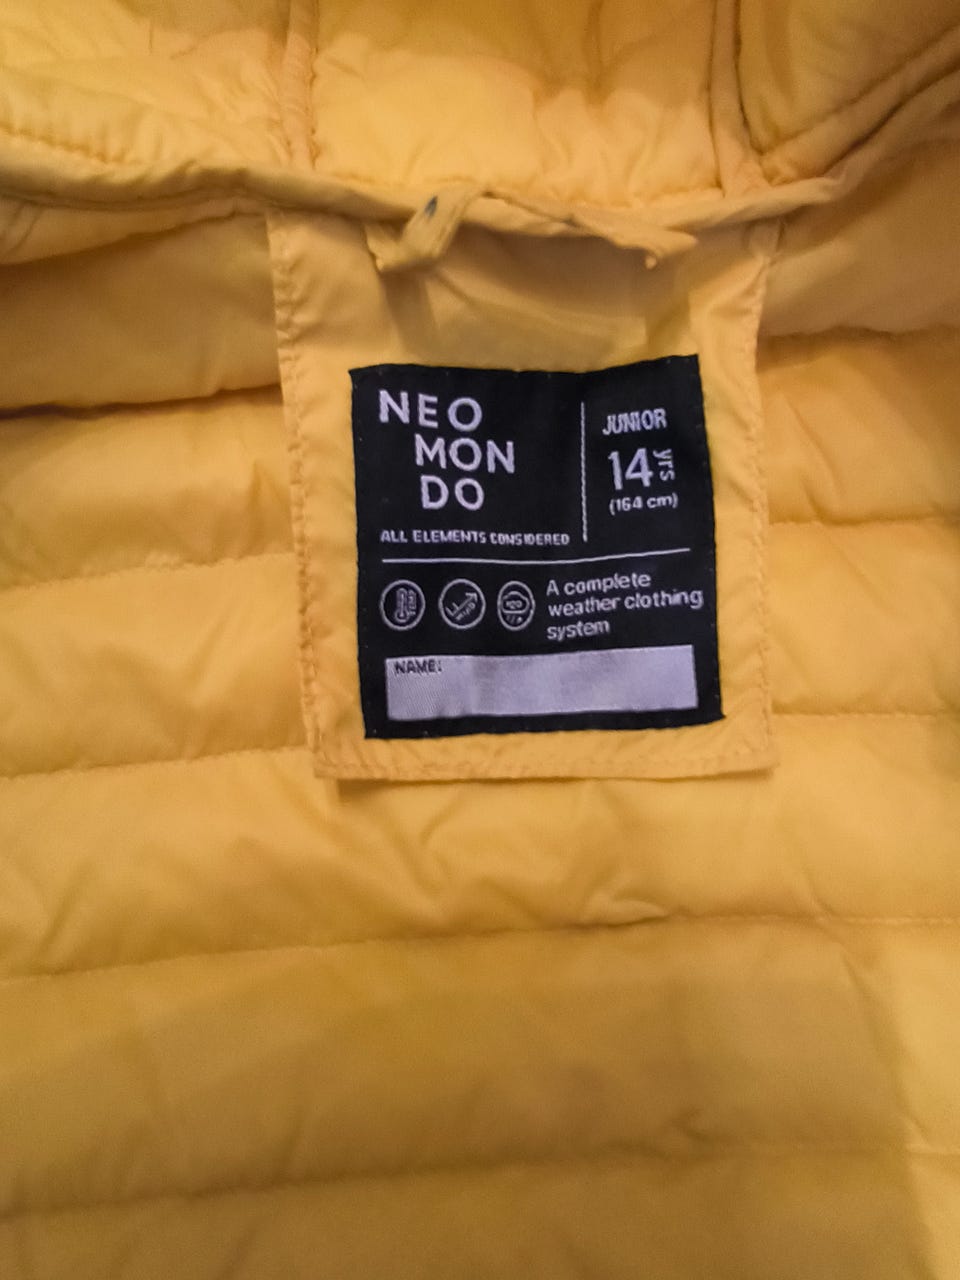 NEO
MON
DO
ALL ELEMENTS CONSIDERED
JUNIOR
14 yrs
(164 cm)
A complete
weather clothing
system
NAME: